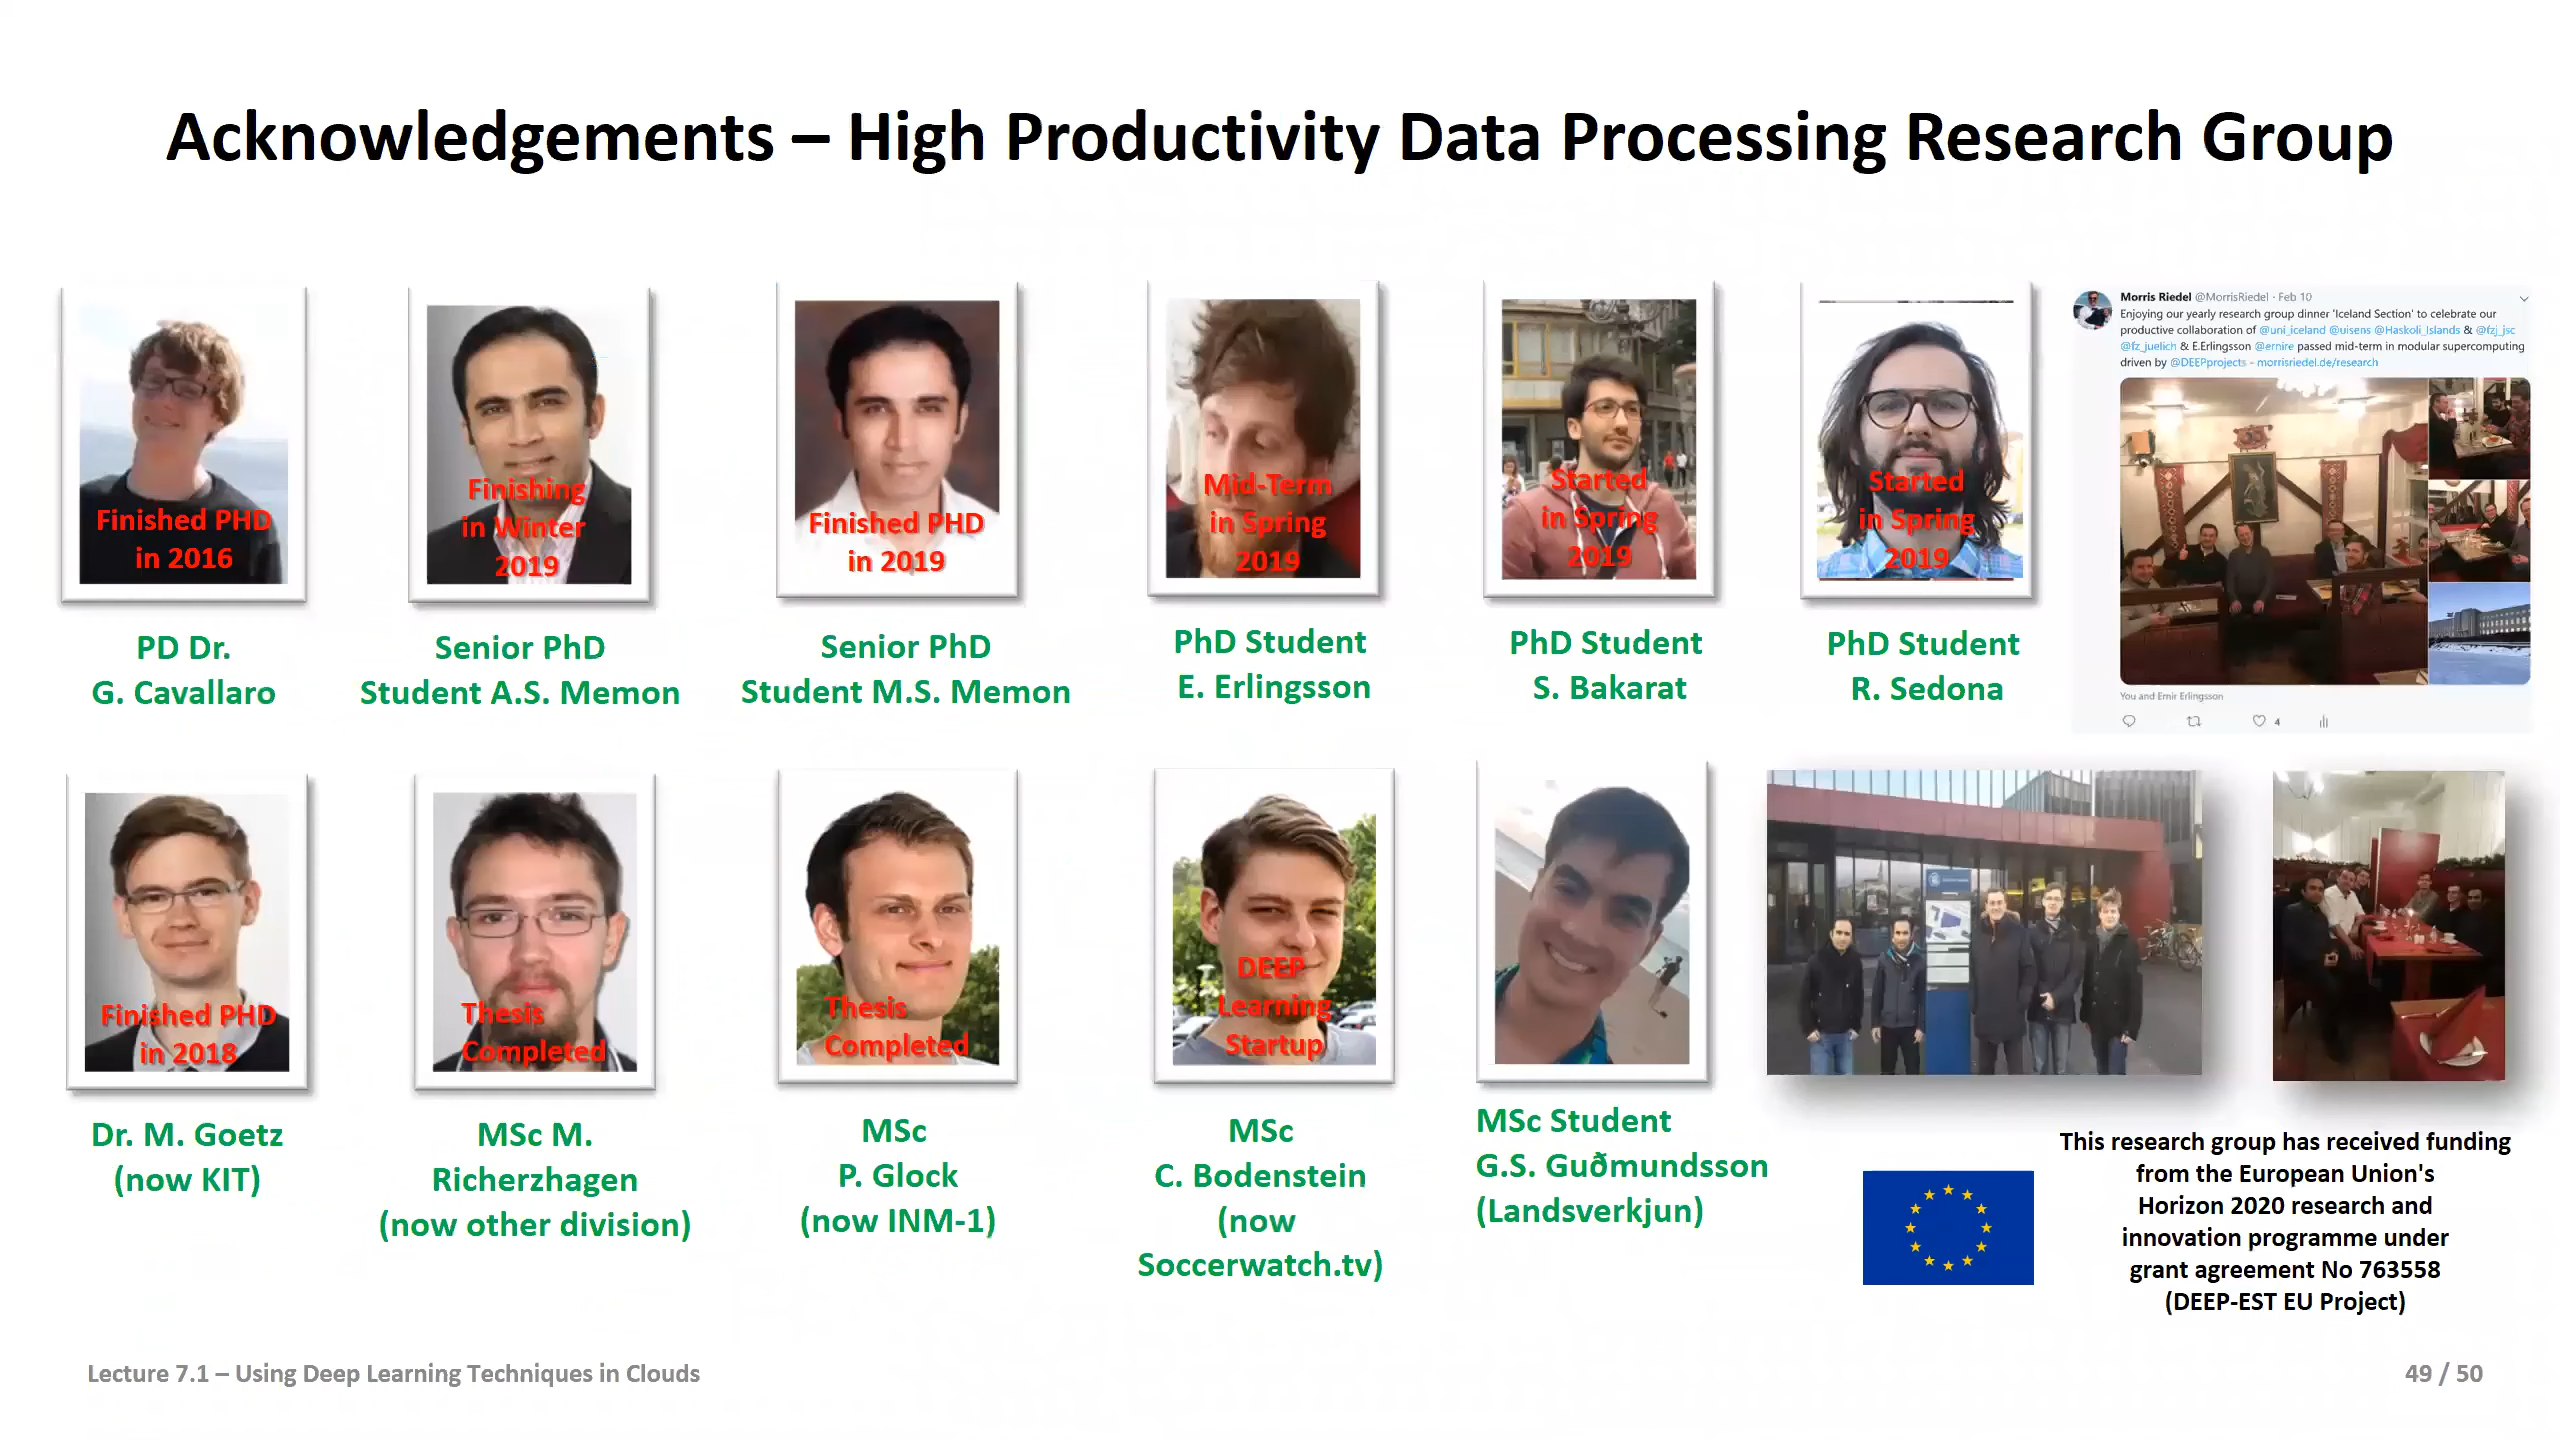 Acknowledgements – High Productivity Data Processing Research Group
Finished PHD
in 2016
PD Dr.
G. Cavallaro
Finishing
in Winter
2019
Senior PhD
Student A.S. Memon
Finished PHD
in 2019
Senior PhD
Student M.S. Memon
Mid-Term
in Spring
2019
PhD Student
E. Erlingsson
Started
in Spring
2019
PhD Student
S. Bakarat
Started
in Spring
2019
PhD Student
R. Sedona
Morris Riedel @MorrisRiedel · Feb 10
Enjoying our yearly research group dinner 'Iceland Section' to celebrate our
productive collaboration of @uni_iceland @uisens @Haskoli_Islands & @fzj_jsc
@fz_juelich & E.Erlingsson @ernire passed mid-term in modular supercomputing
driven by @DEEPprojects - morrisriedel.de/research
You and Ernir Erlingsson
4
Finished PHD
in 2018
Dr. M. Goetz
(now KIT)
Thesis
Completed
MSc M.
Richerzhagen
(now other division)
Thesis
Completed
MSc
P. Glock
(now INM-1)
DEEP
Learning
Startup
MSc
C. Bodenstein
(now
Soccerwatch.tv)
MSc Student
G.S. Guðmundsson
(Landsverkjun)
This research group has received funding
from the European Union's
Horizon 2020 research and
innovation programme under
grant agreement No 763558
(DEEP-EST EU Project)
Lecture 7.1 – Using Deep Learning Techniques in Clouds
49 / 50